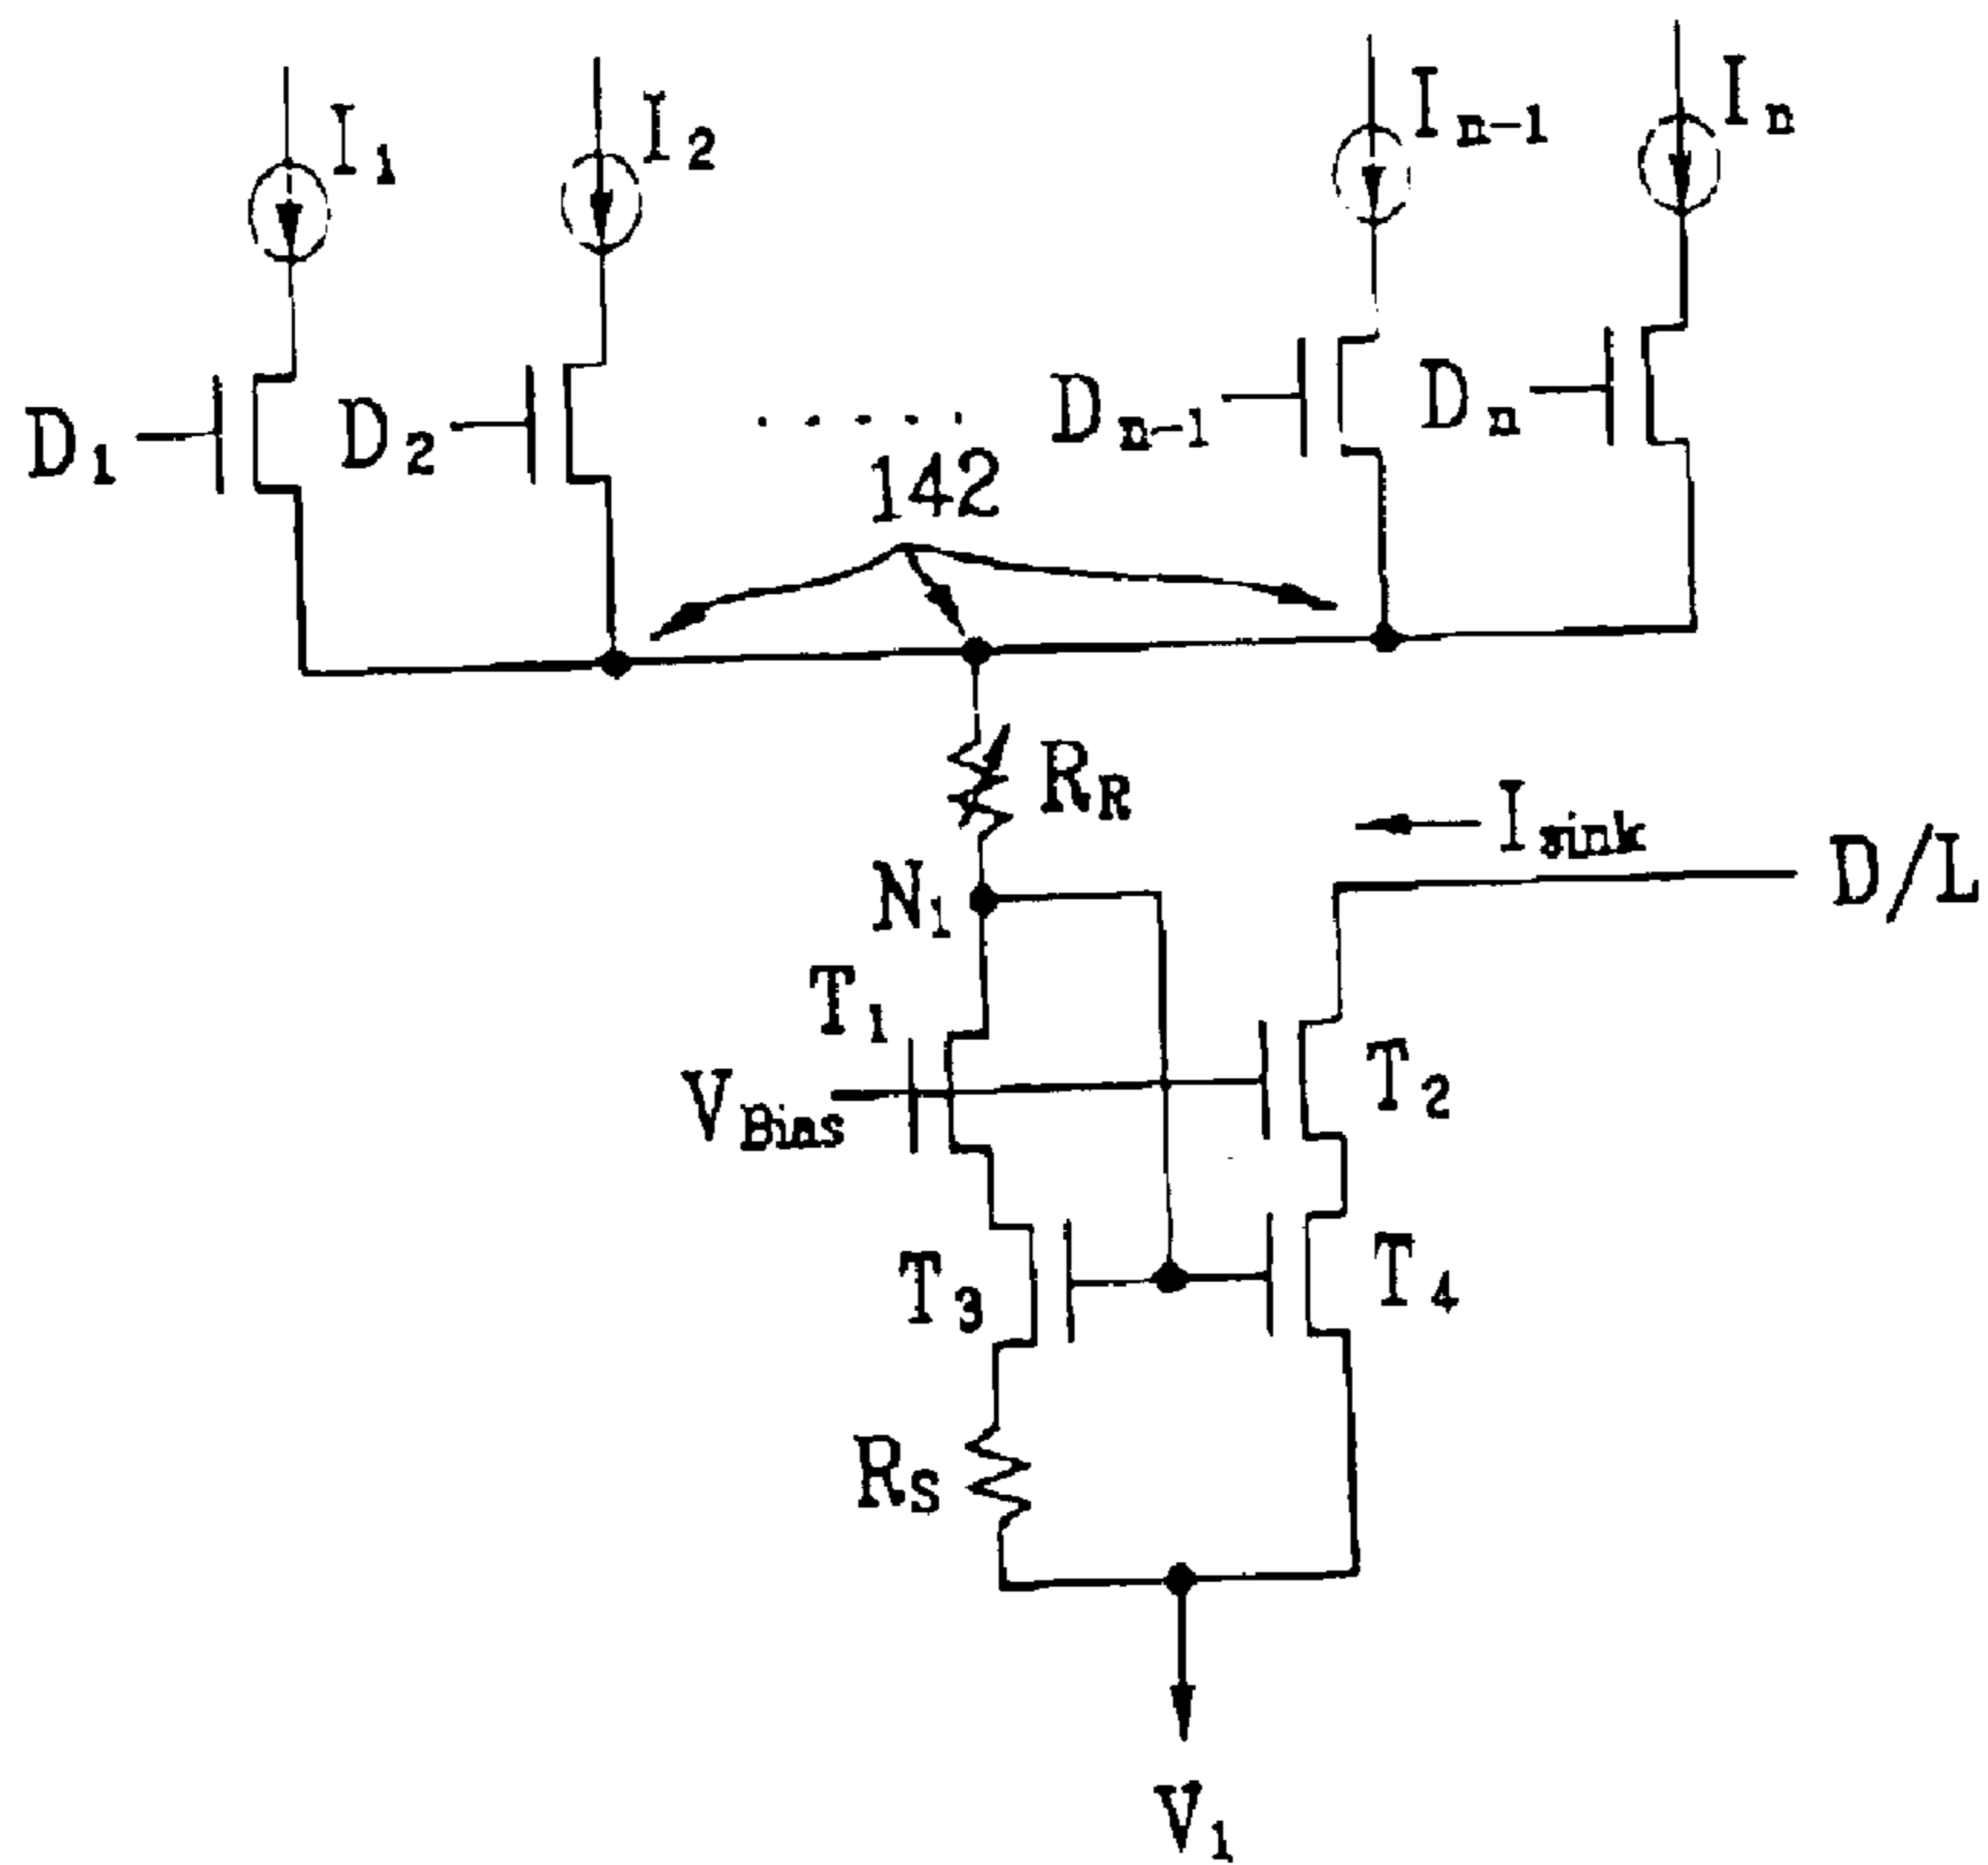 I1
I2
In-1
In
D1
D2
Dn-1
Dn
142
RR
Isink
D/L
N1
T1
T2
VBias
T3
T4
RS
V1